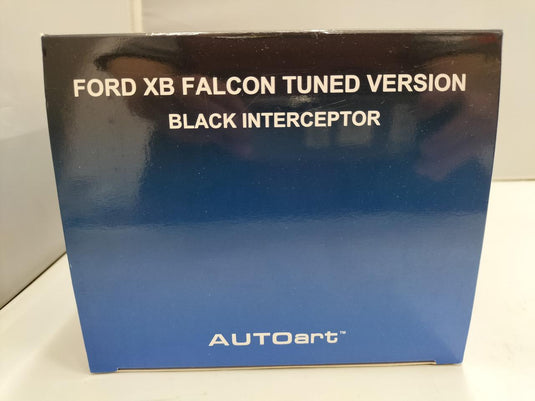 FORD XB FALCON TUNED VERSION
BLACK INTERCEPTOR
AUTOart™